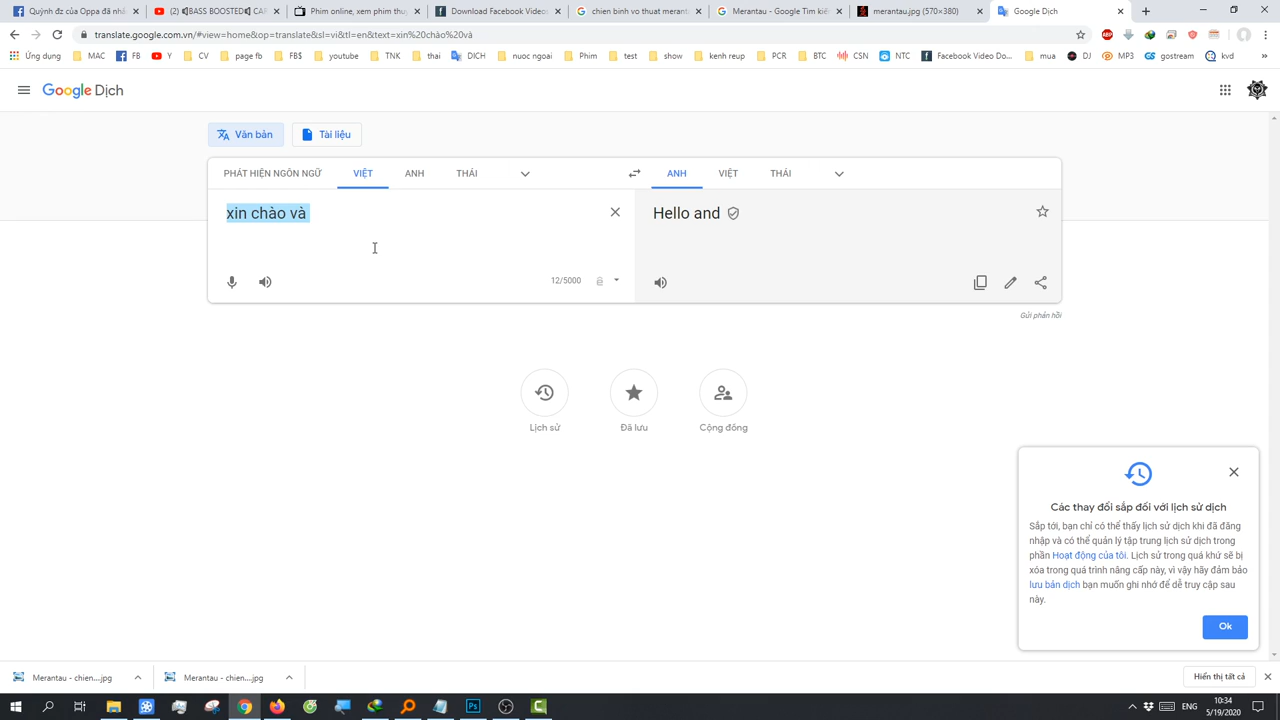 Quỳnh đz của Oppa đã nhắ
(2) BASS BOOSTED CAR
Phim online, xem phim thuy
Download Facebook Videos
chien binh vo thuat merant
Merantau - Google Tìm kiế
merantau.jpg (570×380)
Google Dịch
translate.google.com.vn/#view=home&op=translate&sl=vi&tl=en&text=xin%20chào%20và
Ứng dụng MAC FB Y CV page fb FB$ youtube TNK thai DỊCH nuoc ngoai Phim test show kenh reup PCR BTC CSN NTC Facebook Video Do... mua DJ MP3 gostream kvd
Google Dịch
Văn bản Tài liệu
PHÁT HIỆN NGÔN NGỮ VIỆT ANH THÁI ANH VIỆT THÁI
xin chào và
Hello and
12/5000
Gửi phản hồi
Lịch sử Đã lưu Cộng đồng
Các thay đổi sắp đối với lịch sử dịch
Sắp tới, bạn chỉ có thể thấy lịch sử dịch khi đã đăng
nhập và có thể quản lý tập trung lịch sử dịch trong
phần Hoạt động của tôi. Lịch sử trong quá khứ sẽ bị
xóa trong quá trình nâng cấp này, vì vậy hãy đảm bảo
lưu bản dịch bạn muốn ghi nhớ để dễ truy cập sau
này.
Ok
Merantau - chien....jpg Merantau - chien....jpg Hiển thị tất cả
ENG
10:34
5/19/2020